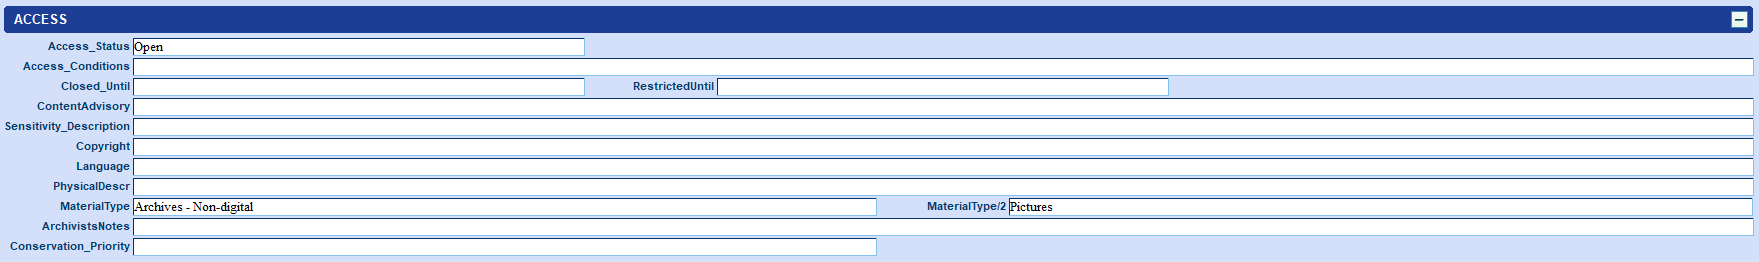 ACCESS
Access_Status Open
Access_Conditions
Closed_Until RestrictedUntil
ContentAdvisory
Sensitivity_Description
Copyright
Language
PhysicalDescr
MaterialType Archives - Non-digital MaterialType/2 Pictures
ArchivistsNotes
Conservation_Priority